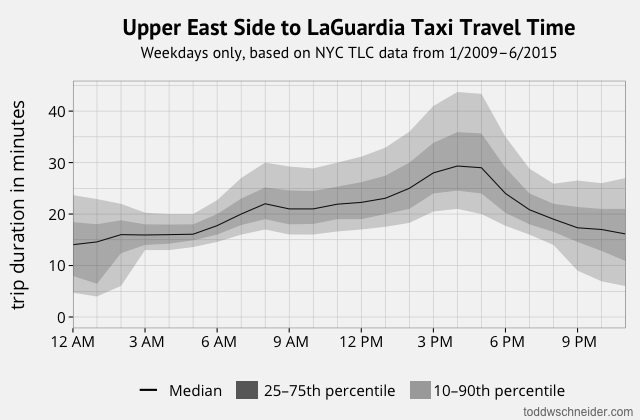 Upper East Side to LaGuardia Taxi Travel Time
Weekdays only, based on NYC TLC data from 1/2009–6/2015
trip duration in minutes
40
30
20
10
0
12 AM 3 AM 6 AM 9 AM 12 PM 3 PM 6 PM 9 PM
Median 25–75th percentile 10–90th percentile
toddwschneider.com